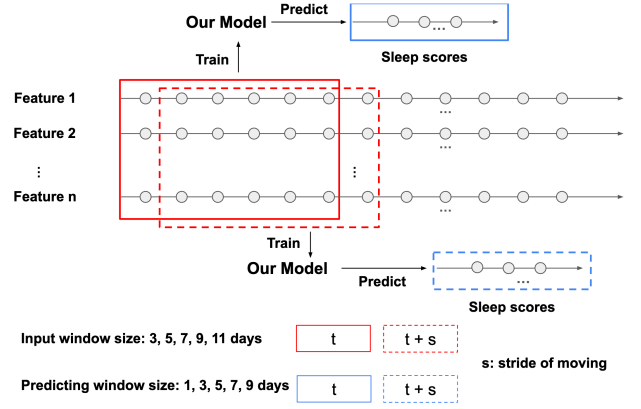 Our Model
Predict
...
Sleep scores
Train
Feature 1
...
Feature 2
...
⋮
⋮
Feature n
...
Train
Our Model
Predict
...
Sleep scores
Input window size: 3, 5, 7, 9, 11 days
t
t + s
s: stride of moving
Predicting window size: 1, 3, 5, 7, 9 days
t
t + s